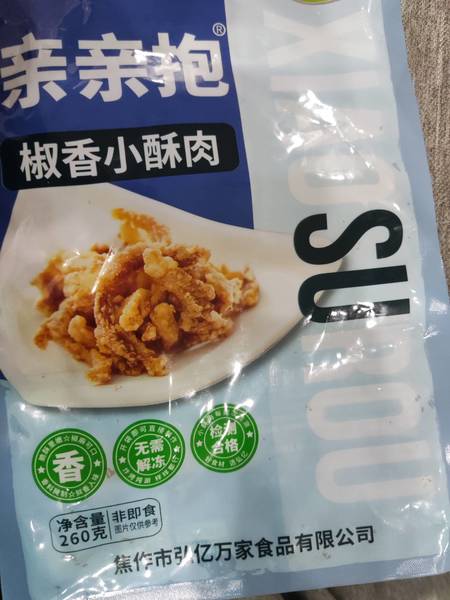 亲亲抱®
椒香小酥肉
XIAOSUROU
香
无需
解冻
检测
合格
净含量
260克
非即食
图片仅供参考
焦作市弘亿万家食品有限公司